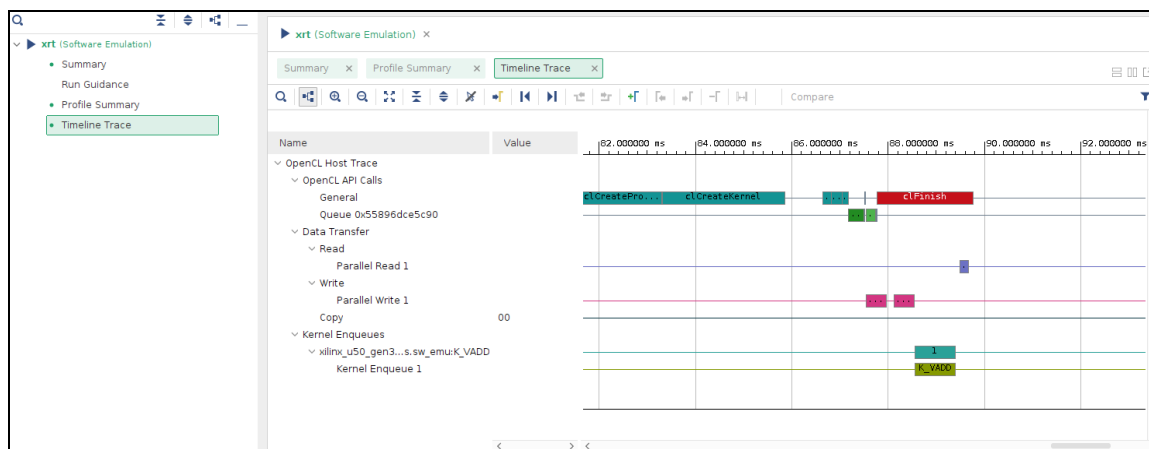 xrt (Software Emulation)
Summary
Run Guidance
Profile Summary
Timeline Trace
xrt (Software Emulation) ×
Summary × Profile Summary × Timeline Trace ×
Compare
Name Value
82.000000 ms 84.000000 ms 86.000000 ms 88.000000 ms 90.000000 ms 92.000000 ms
OpenCL Host Trace
OpenCL API Calls
General clCreatePro... clCreateKernel ... clFinish
Queue 0x55896dce5c90 ... .
Data Transfer
Read
Parallel Read 1 .
Write
Parallel Write 1 ... ...
Copy 00
Kernel Enqueues
xilinx_u50_gen3...s.sw_emu:K_VADD 1
Kernel Enqueue 1 K_VADD